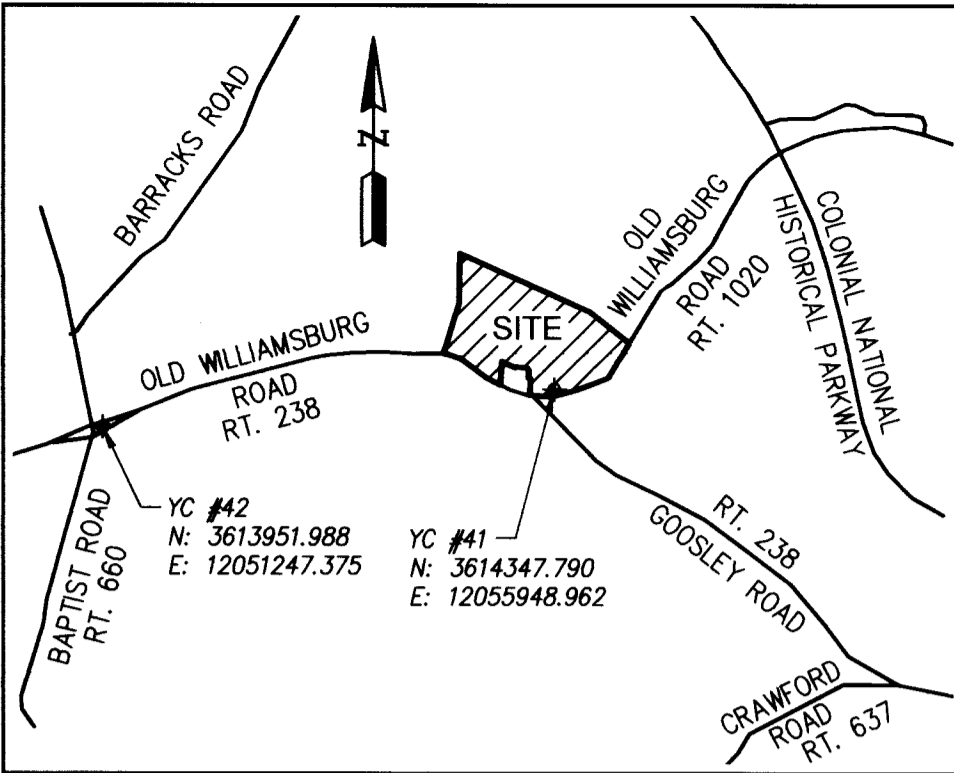 BARRACKS ROAD
N
OLD
WILLIAMSBURG
ROAD
RT. 1020
COLONIAL NATIONAL
HISTORICAL PARKWAY
SITE
OLD WILLIAMSBURG
ROAD
RT. 238
YC #42
N: 3613951.988
E: 12051247.375
YC #41
N: 3614347.790
E: 12055948.962
BAPTIST ROAD
RT. 660
RT. 238
GOOSLEY ROAD
CRAWFORD
ROAD
RT. 637